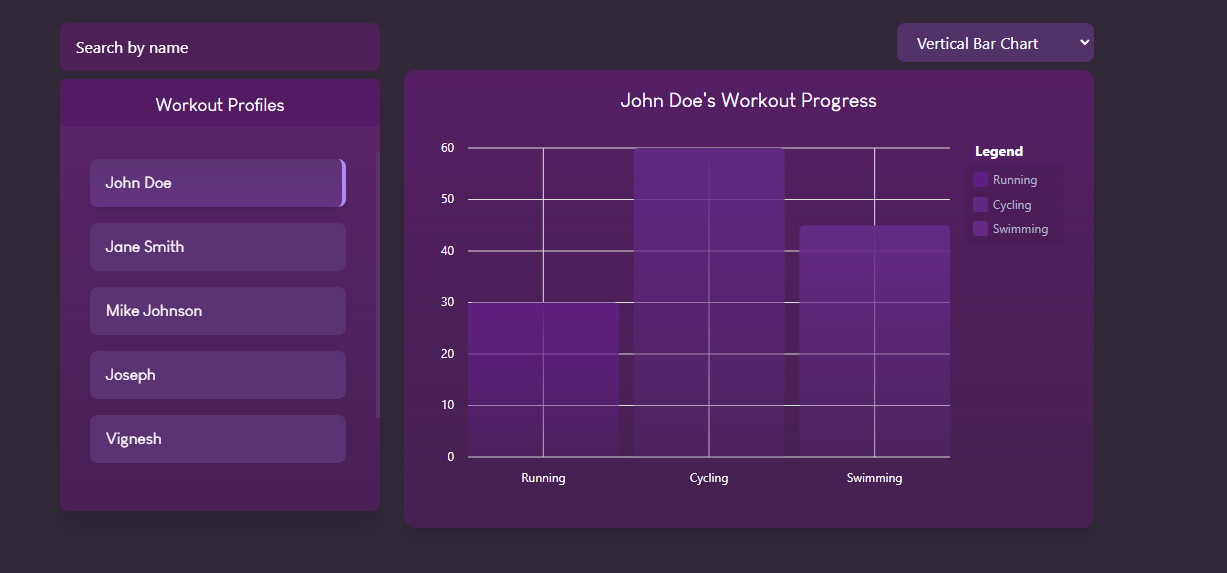 Search by name
Vertical Bar Chart
Workout Profiles
John Doe
Jane Smith
Mike Johnson
Joseph
Vignesh
John Doe's Workout Progress
60
50
40
30
20
10
0
Running
Cycling
Swimming
Legend
Running
Cycling
Swimming